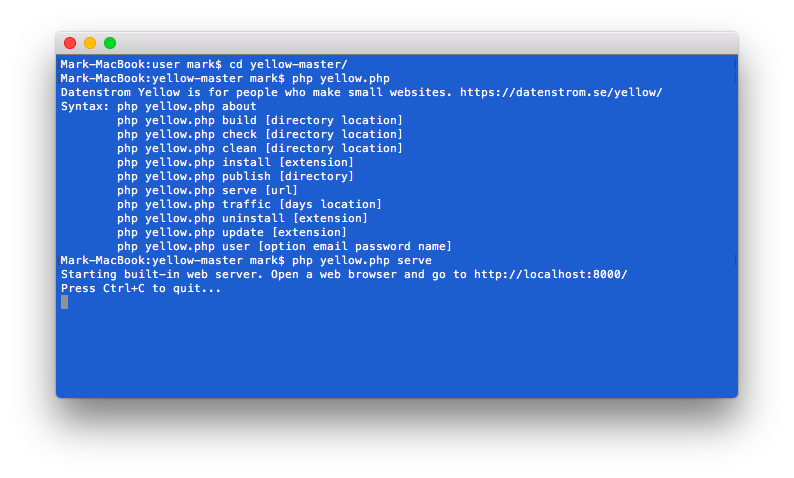 Mark-MacBook:user mark$ cd yellow-master/
Mark-MacBook:yellow-master mark$ php yellow.php
Datenstrom Yellow is for people who make small websites. https://datenstrom.se/yellow/
Syntax: php yellow.php about
        php yellow.php build [directory location]
        php yellow.php check [directory location]
        php yellow.php clean [directory location]
        php yellow.php install [extension]
        php yellow.php publish [directory]
        php yellow.php serve [url]
        php yellow.php traffic [days location]
        php yellow.php uninstall [extension]
        php yellow.php update [extension]
        php yellow.php user [option email password name]
Mark-MacBook:yellow-master mark$ php yellow.php serve
Starting built-in web server. Open a web browser and go to http://localhost:8000/
Press Ctrl+C to quit...